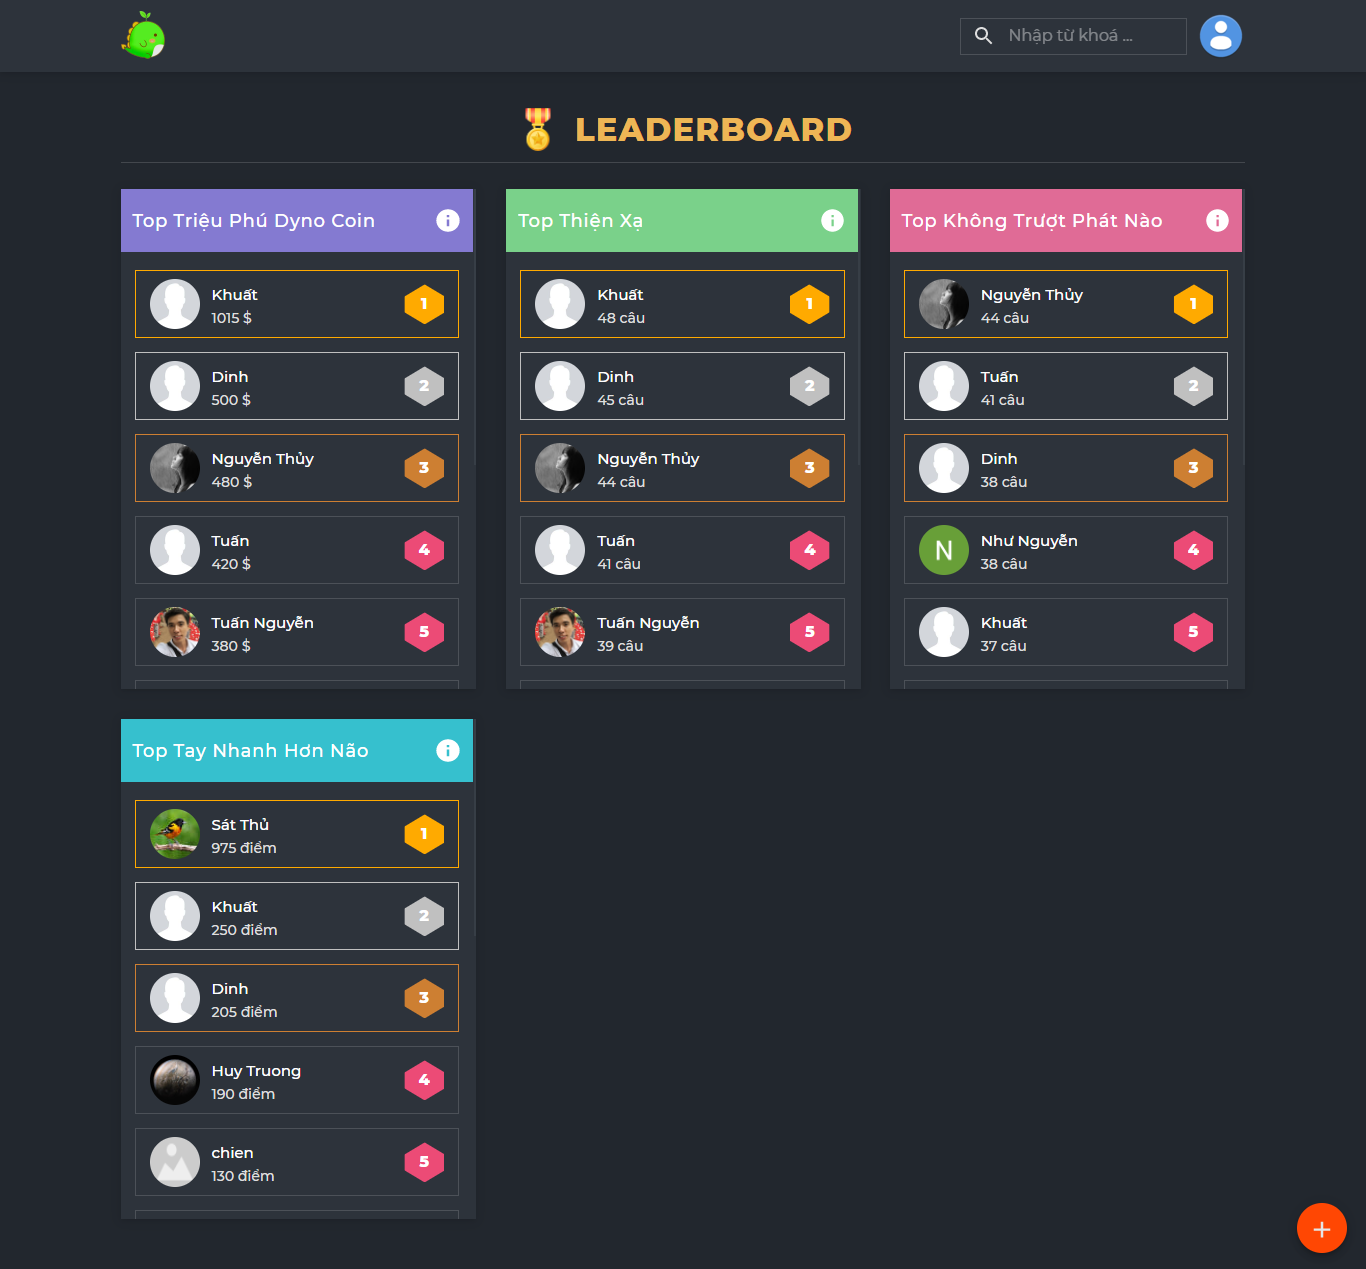 Nhập từ khoá ...
LEADERBOARD
Top Triệu Phú Dyno Coin
Khuất
1015 $
1
Dinh
500 $
2
Nguyễn Thủy
480 $
3
Tuấn
420 $
4
Tuấn Nguyễn
380 $
5
Top Thiện Xạ
Khuất
48 câu
1
Dinh
45 câu
2
Nguyễn Thủy
44 câu
3
Tuấn
41 câu
4
Tuấn Nguyễn
39 câu
5
Top Không Trượt Phát Nào
Nguyễn Thủy
44 câu
1
Tuấn
41 câu
2
Dinh
38 câu
3
N
Như Nguyễn
38 câu
4
Khuất
37 câu
5
Top Tay Nhanh Hơn Não
Sát Thủ
975 điểm
1
Khuất
250 điểm
2
Dinh
205 điểm
3
Huy Truong
190 điểm
4
chien
130 điểm
5